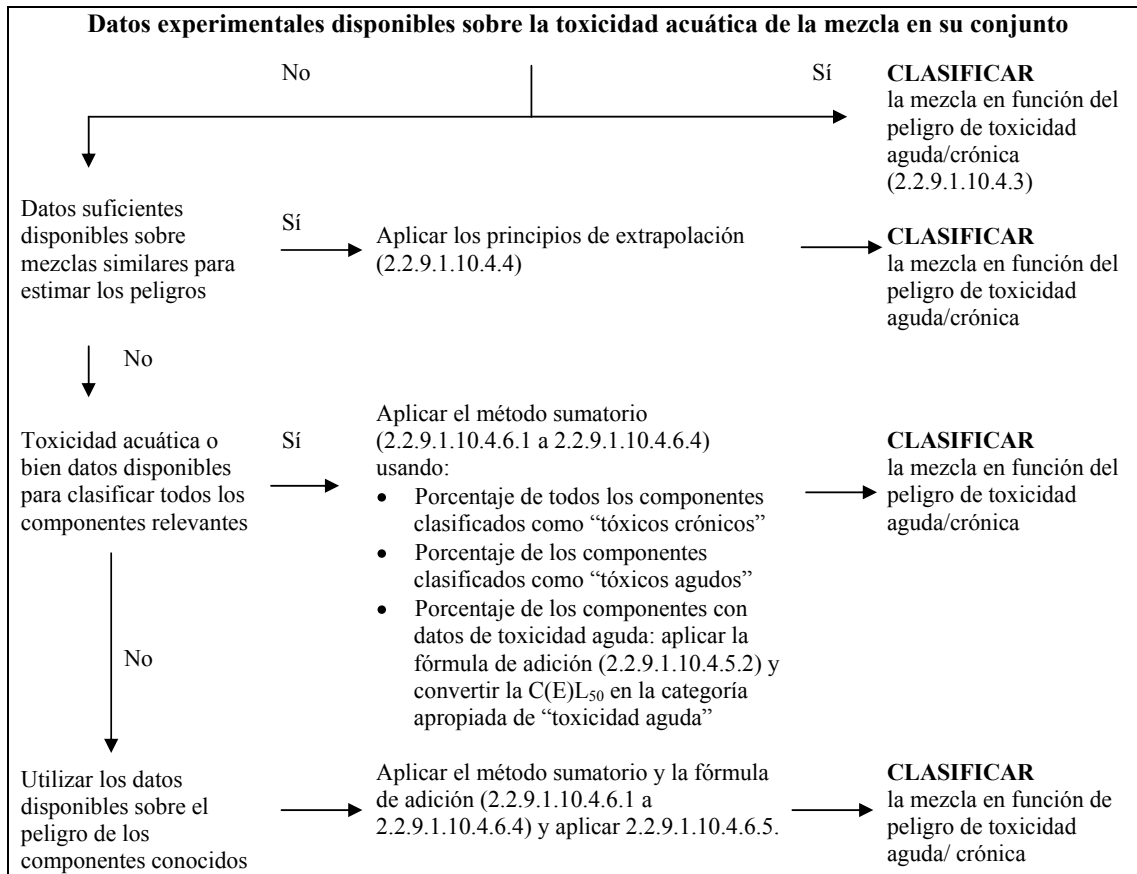 Datos experimentales disponibles sobre la toxicidad acuática de la mezcla en su conjunto
No
Sí
CLASIFICAR
la mezcla en función del
peligro de toxicidad
aguda/crónica
(2.2.9.1.10.4.3)
Datos suficientes
disponibles sobre
mezclas similares para
estimar los peligros
Sí
Aplicar los principios de extrapolación
(2.2.9.1.10.4.4)
CLASIFICAR
la mezcla en función del
peligro de toxicidad
aguda/crónica
No
Toxicidad acuática o
bien datos disponibles
para clasificar todos los
componentes relevantes
Sí
Aplicar el método sumatorio
(2.2.9.1.10.4.6.1 a 2.2.9.1.10.4.6.4)
usando:
• Porcentaje de todos los componentes
clasificados como “tóxicos crónicos”
• Porcentaje de los componentes
clasificados como “tóxicos agudos”
• Porcentaje de los componentes con
datos de toxicidad aguda: aplicar la
fórmula de adición (2.2.9.1.10.4.5.2) y
convertir la C(E)L₅₀ en la categoría
apropiada de “toxicidad aguda”
CLASIFICAR
la mezcla en función del
peligro de toxicidad
aguda/crónica
No
Utilizar los datos
disponibles sobre el
peligro de los
componentes conocidos
Aplicar el método sumatorio y la fórmula
de adición (2.2.9.1.10.4.6.1 a
2.2.9.1.10.4.6.4) y aplicar 2.2.9.1.10.4.6.5.
CLASIFICAR
la mezcla en función de
peligro de toxicidad
aguda/ crónica